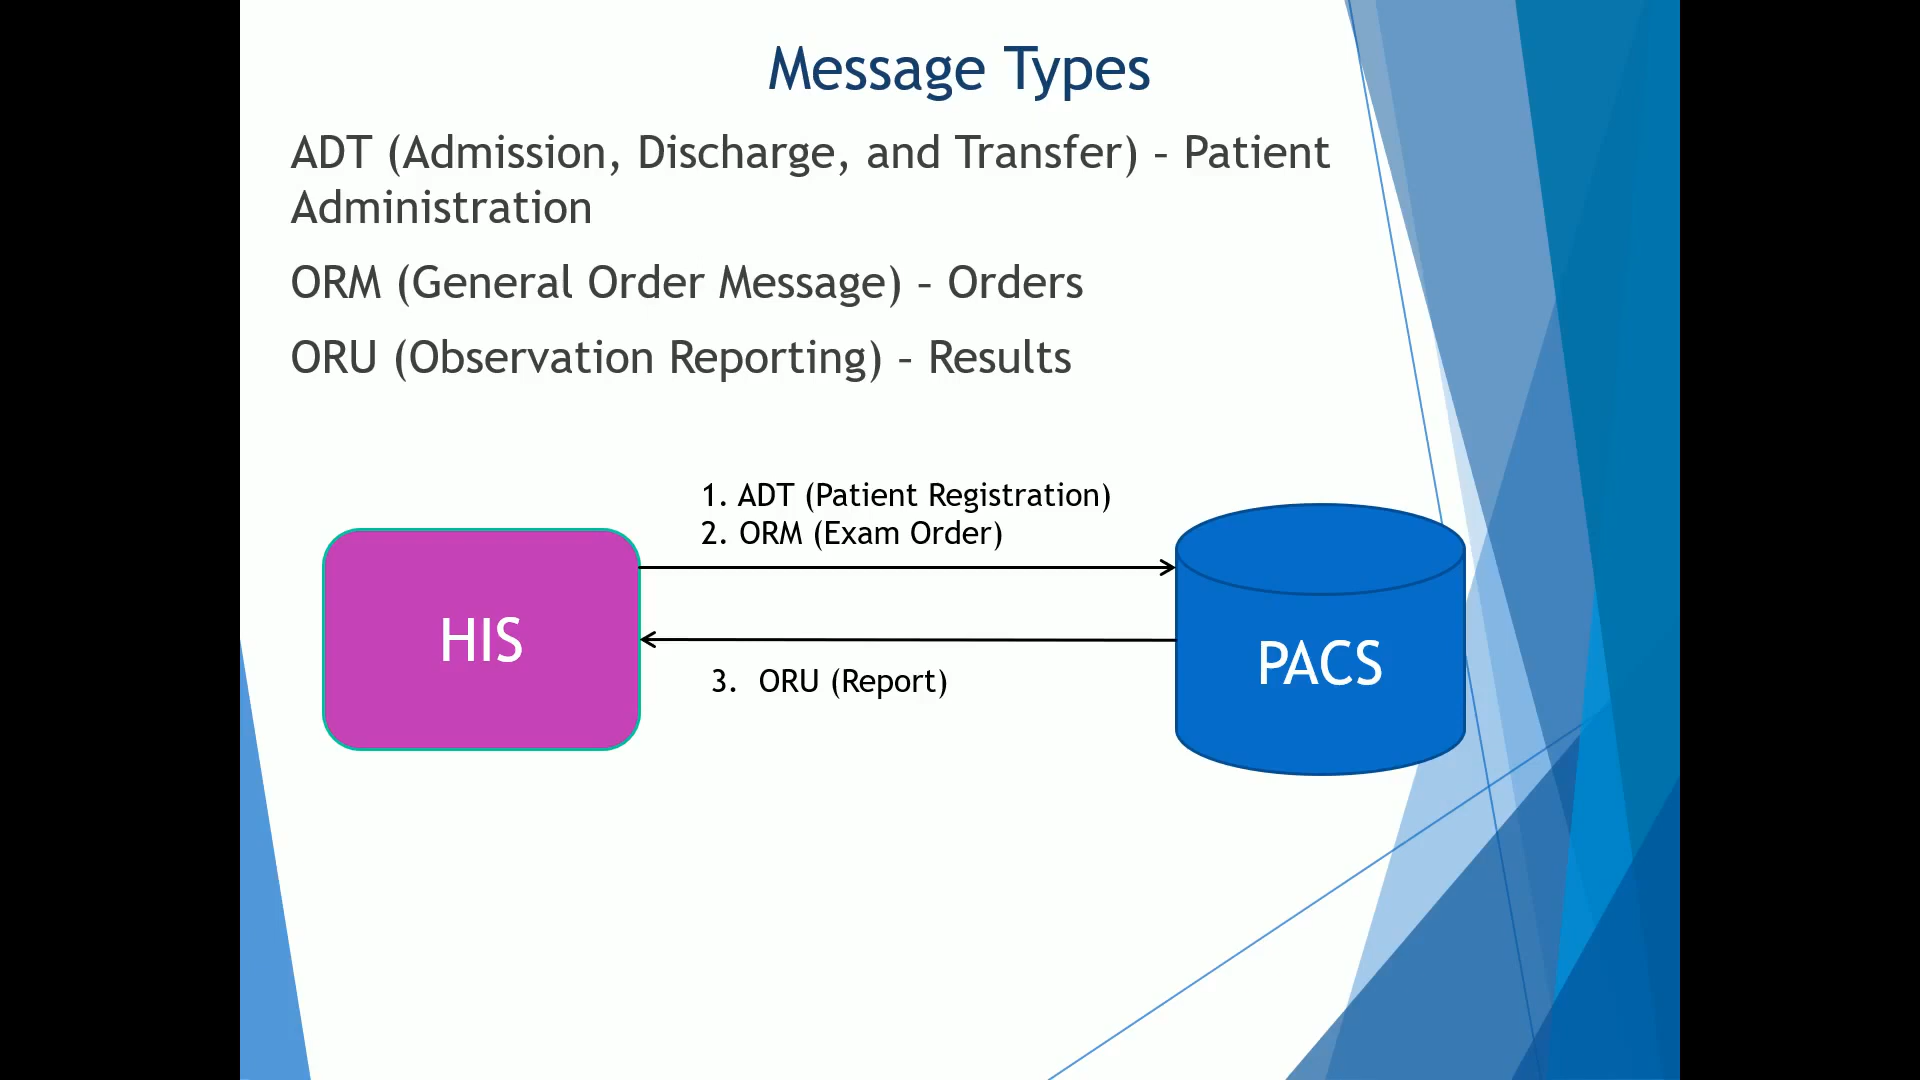 Message Types
ADT (Admission, Discharge, and Transfer) – Patient
Administration
ORM (General Order Message) – Orders
ORU (Observation Reporting) – Results
1. ADT (Patient Registration)
2. ORM (Exam Order)
HIS
PACS
3. ORU (Report)